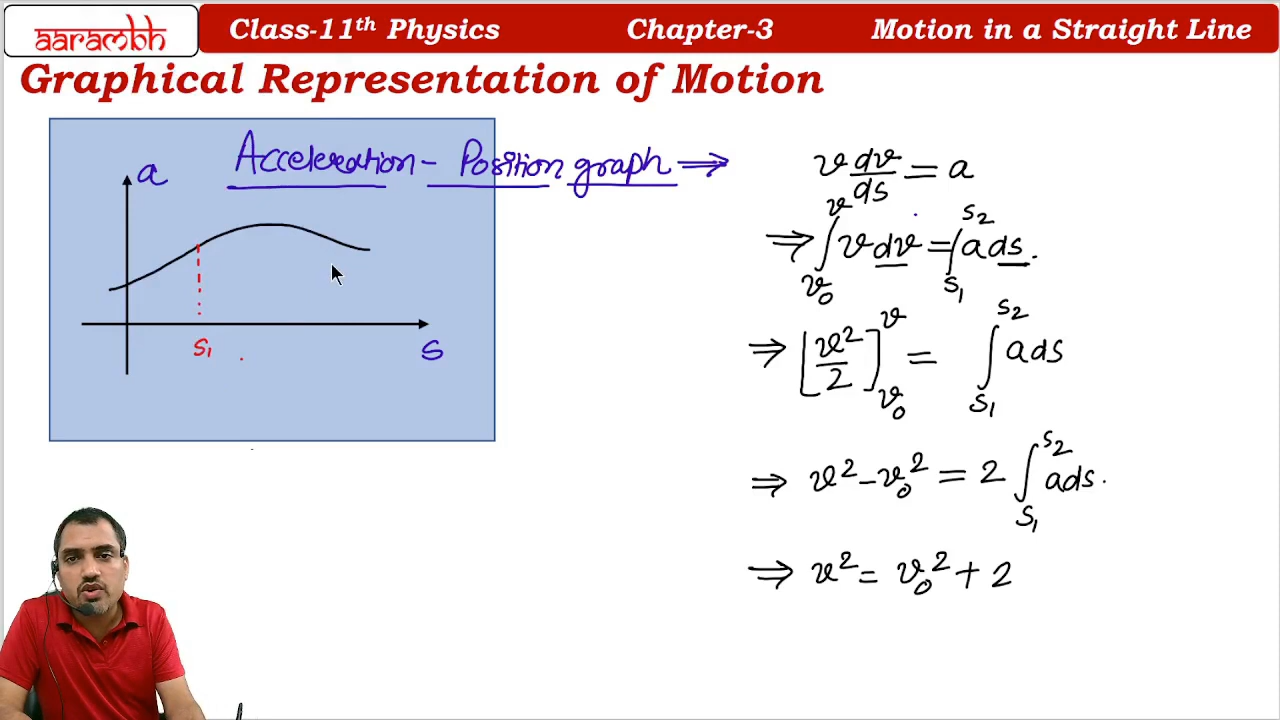 aarambh
Class-11th Physics Chapter-3 Motion in a Straight Line
Graphical Representation of Motion
Acceleration - Position graph ⇒
a
s₁
s
v dv/ds = a
⇒ ∫_{v₀}^{v} v dv = ∫_{s₁}^{s₂} a ds.
⇒ [v²/2]_{v₀}^{v} = ∫_{s₁}^{s₂} a ds
⇒ v² - v₀² = 2 ∫_{s₁}^{s₂} a ds.
⇒ v² = v₀² + 2